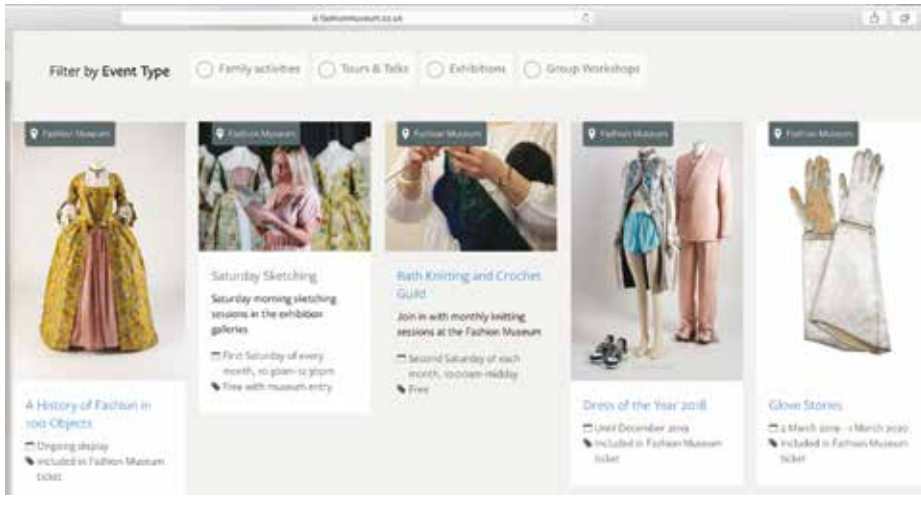 fashionmuseum.co.uk
Filter by Event Type
Family activities
Tours & Talks
Exhibitions
Group Workshops
Fashion Museum
A History of Fashion in
100 Objects
Ongoing display
Included in Fashion Museum
ticket
Fashion Museum
Saturday Sketching
Saturday morning sketching
sessions in the exhibition
galleries
First Saturday of every
month, 10.30am-12.30pm
Free with museum entry
Fashion Museum
Bath Knitting and Crochet
Guild
Join in with monthly knitting
sessions at the Fashion Museum
Second Saturday of each
month, 10.00am-midday
Free
Fashion Museum
Dress of the Year 2018
Until December 2019
Included in Fashion Museum
ticket
Fashion Museum
Glove Stories
2 March 2019 - 1 March 2020
Included in Fashion Museum
ticket